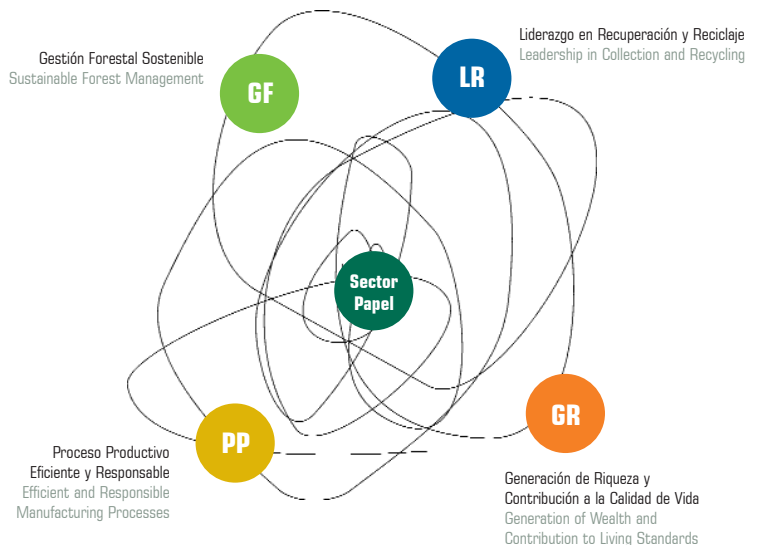 Gestión Forestal Sostenible
Sustainable Forest Management
GF
LR
Liderazgo en Recuperación y Reciclaje
Leadership in Collection and Recycling
Sector
Papel
PP
Proceso Productivo
Eficiente y Responsable
Efficient and Responsible
Manufacturing Processes
GR
Generación de Riqueza y
Contribución a la Calidad de Vida
Generation of Wealth and
Contribution to Living Standards